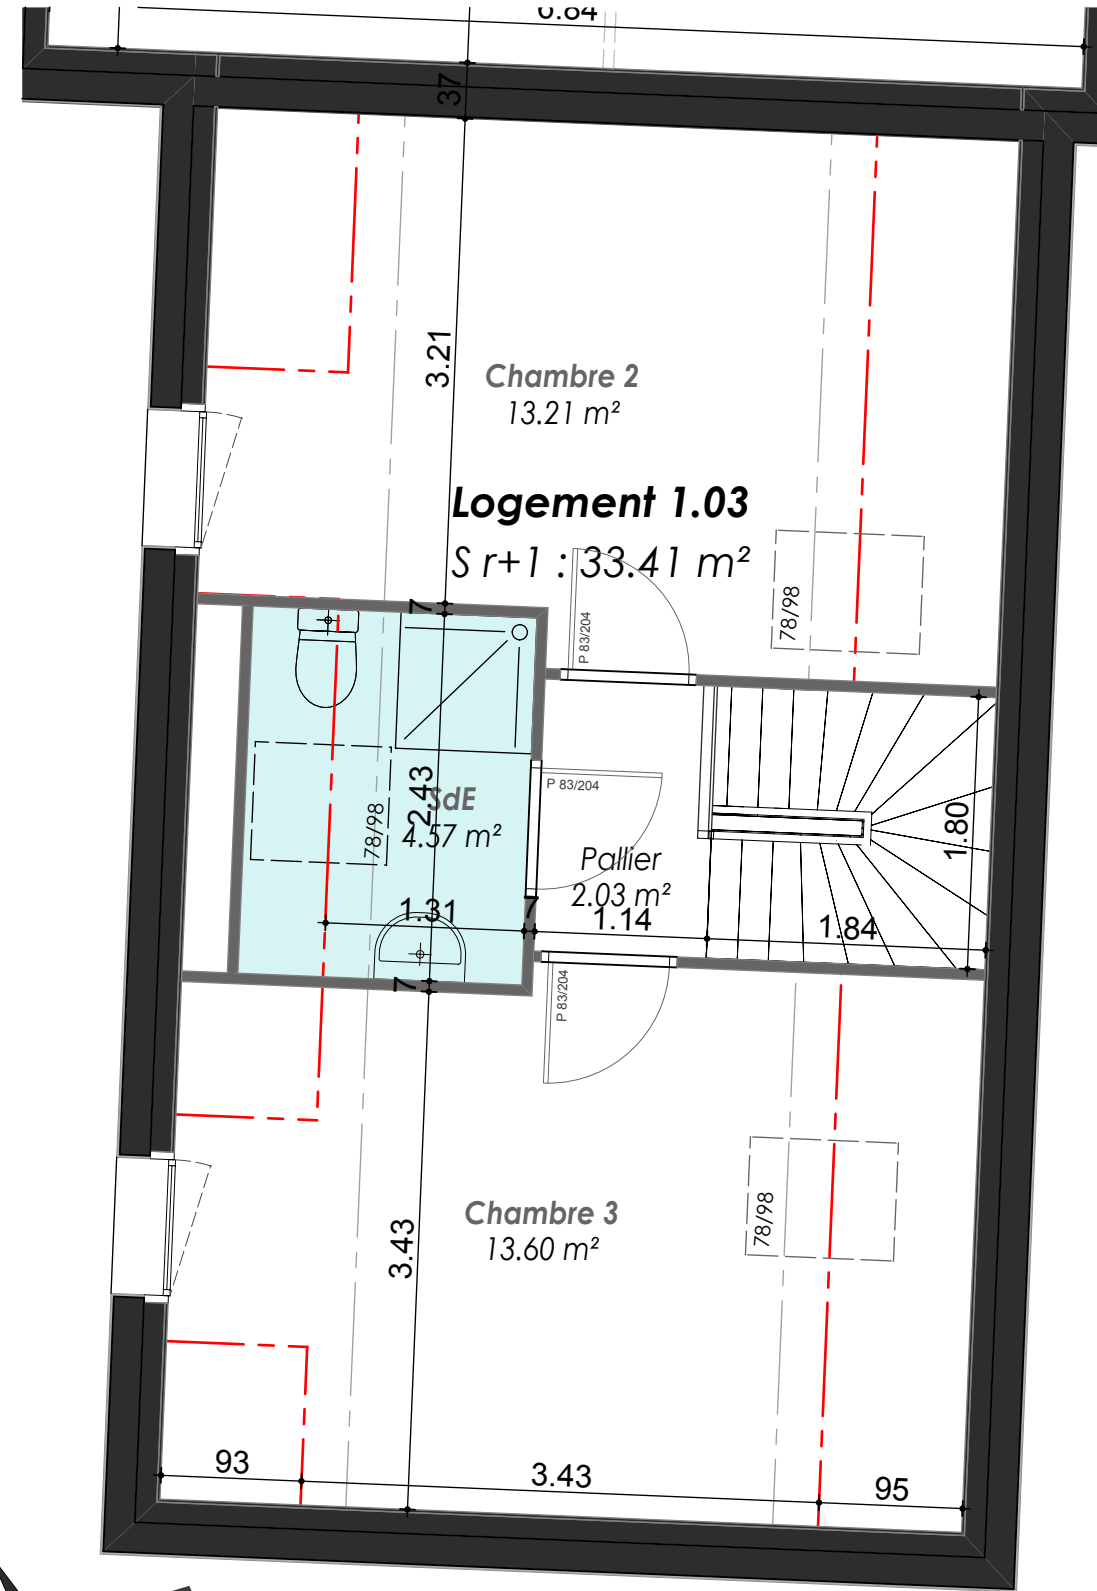 6.84
37
3.21
Chambre 2
13.21 m²
Logement 1.03
S r+1 : 33.41 m²
78/98
P 83/204
7
P 83/204
2.43
SdE
4.57 m²
78/98
1.80
Pallier
2.03 m²
1.31
7
1.14
1.84
7
P 83/204
78/98
Chambre 3
13.60 m²
3.43
93
3.43
95